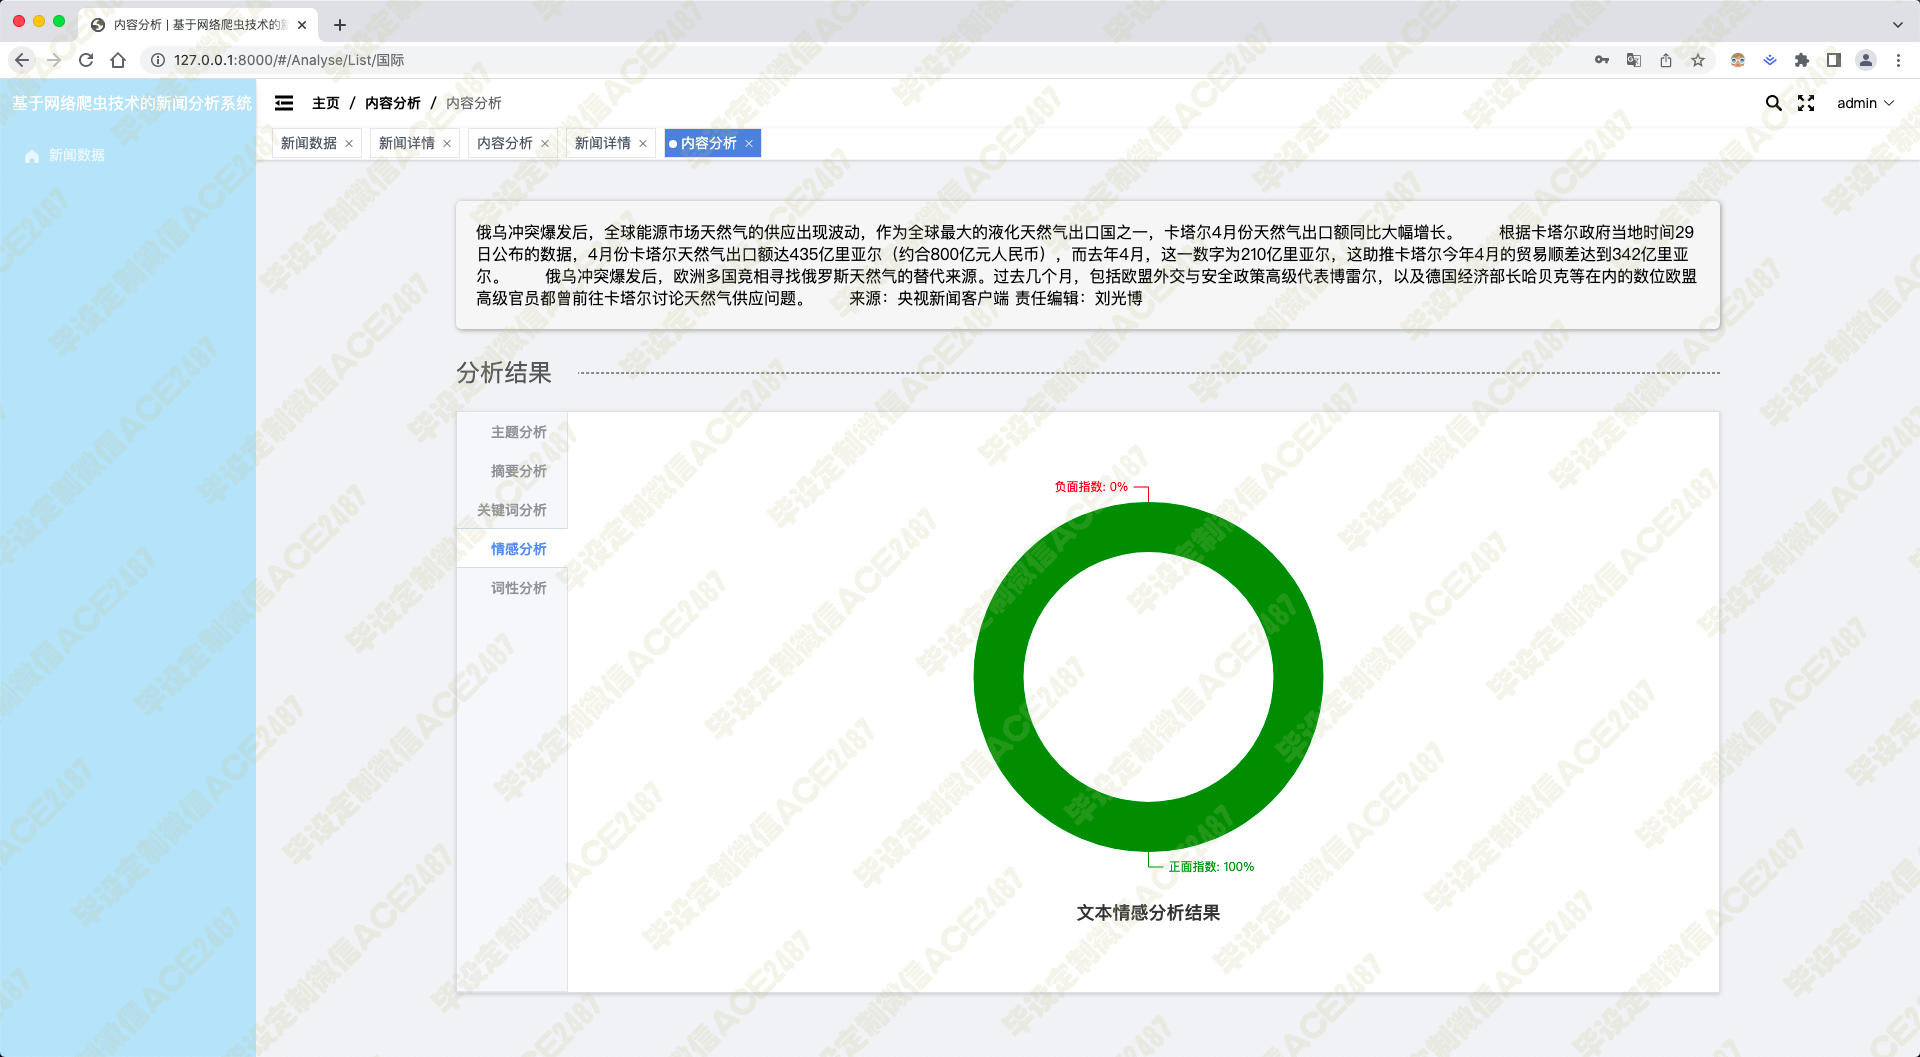 内容分析 | 基于网络爬虫技术的新
127.0.0.1:8000/#/Analyse/List/国际
基于网络爬虫技术的新闻分析系统
主页 / 内容分析 / 内容分析
admin
新闻数据
新闻数据 × 新闻详情 × 内容分析 × 新闻详情 × 内容分析 ×
俄乌冲突爆发后，全球能源市场天然气的供应出现波动，作为全球最大的液化天然气出口国之一，卡塔尔4月份天然气出口额同比大幅增长。 根据卡塔尔政府当地时间29
日公布的数据，4月份卡塔尔天然气出口额达435亿里亚尔（约合800亿元人民币），而去年4月，这一数字为210亿里亚尔，这助推卡塔尔今年4月的贸易顺差达到342亿里亚
尔。 俄乌冲突爆发后，欧洲多国竞相寻找俄罗斯天然气的替代来源。过去几个月，包括欧盟外交与安全政策高级代表博雷尔，以及德国经济部长哈贝克等在内的数位欧盟
高级官员都曾前往卡塔尔讨论天然气供应问题。 来源：央视新闻客户端 责任编辑：刘光博
分析结果
主题分析
摘要分析
关键词分析
情感分析
词性分析
负面指数: 0%
正面指数: 100%
文本情感分析结果
毕设定制微信ACE2487